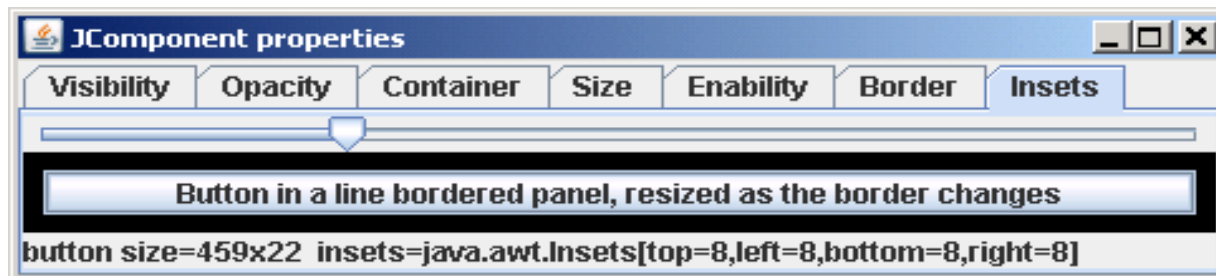 JComponent properties
Visibility Opacity Container Size Enability Border Insets
Button in a line bordered panel, resized as the border changes
button size=459x22 insets=java.awt.Insets[top=8,left=8,bottom=8,right=8]